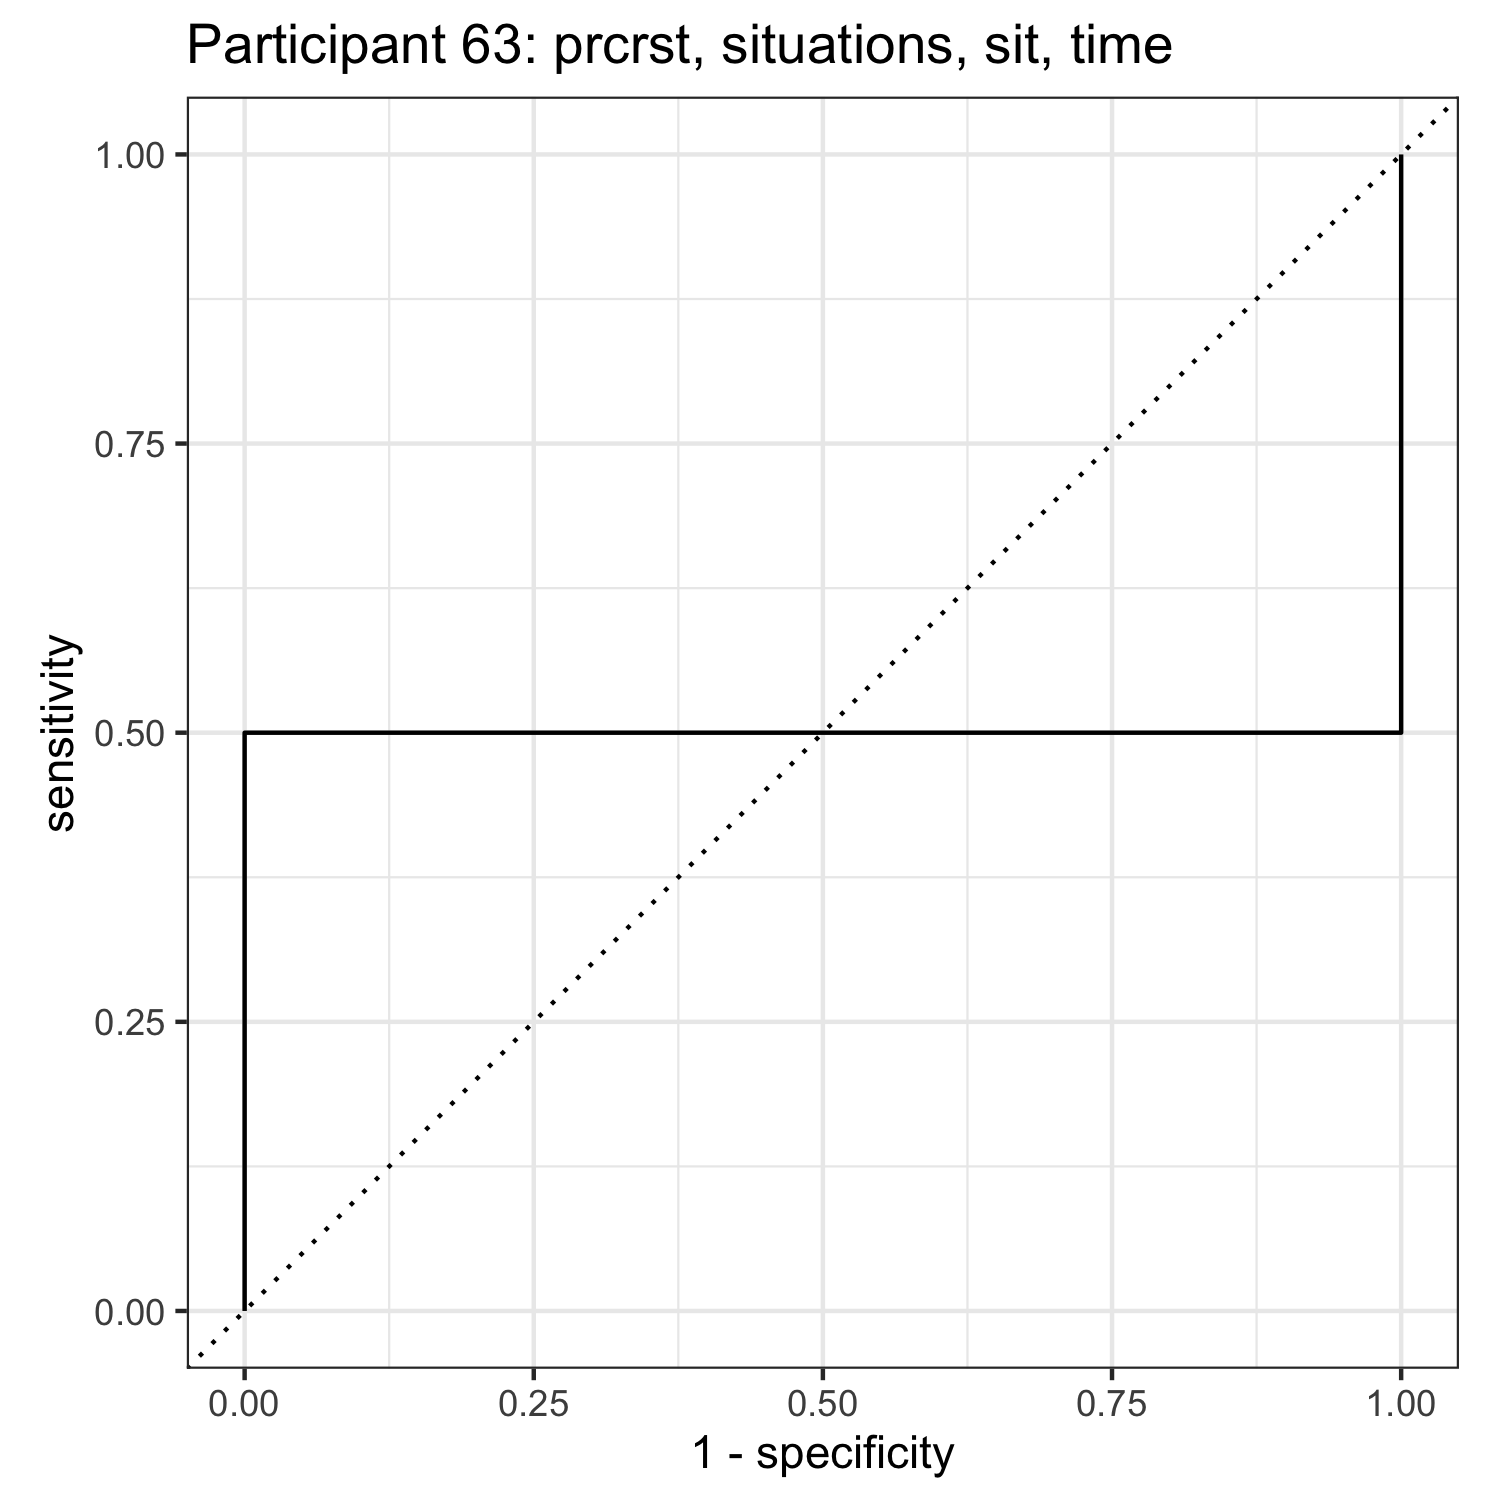 Participant 63: prcrst, situations, sit, time
1.00
0.75
0.50
0.25
0.00
sensitivity
0.00 0.25 0.50 0.75 1.00
1 - specificity